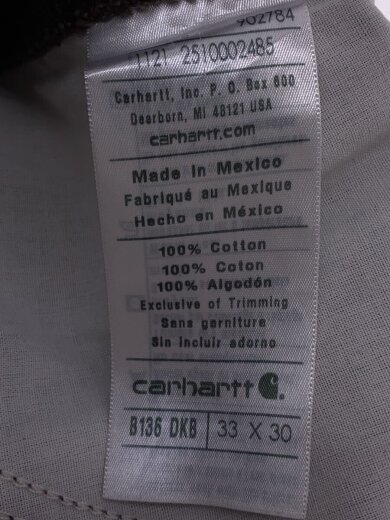 902784
1121 2510002485
Carhartt, Inc. P. O. Box 600
Dearborn, MI 48121 USA
carhartt.com
Made in Mexico
Fabriqué au Mexique
Hecho en México
100% Cotton
100% Coton
100% Algodón
Exclusive of Trimming
Sans garniture
Sin incluir adorno
carhartt
B136 DKB 33 X 30